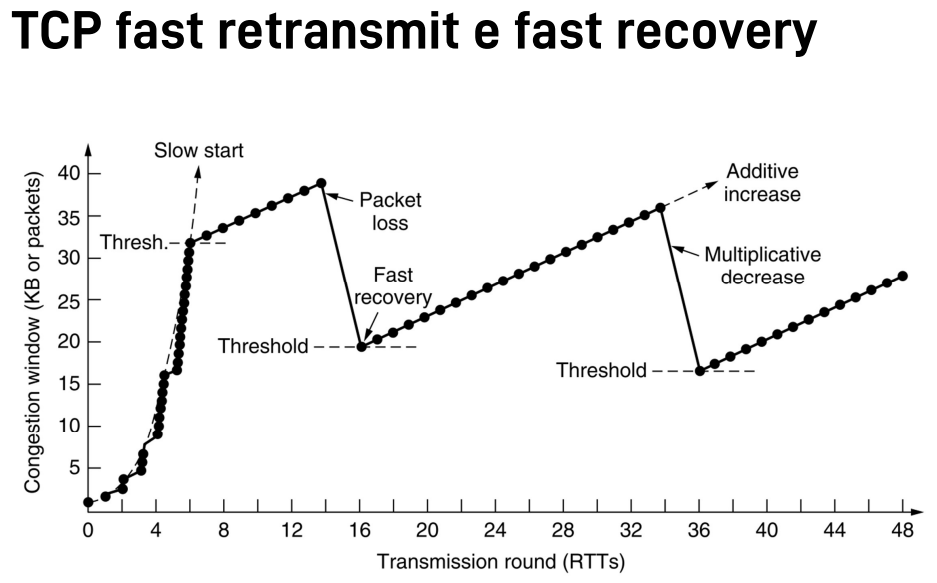 TCP fast retransmit e fast recovery
Slow start
40
Additive
increase
Packet
loss
35
Thresh.
Multiplicative
decrease
30
Fast
recovery
25
20
Threshold
Threshold
15
10
5
Congestion window (KB or packets)
0 4 8 12 16 20 24 28 32 36 40 44 48
Transmission round (RTTs)